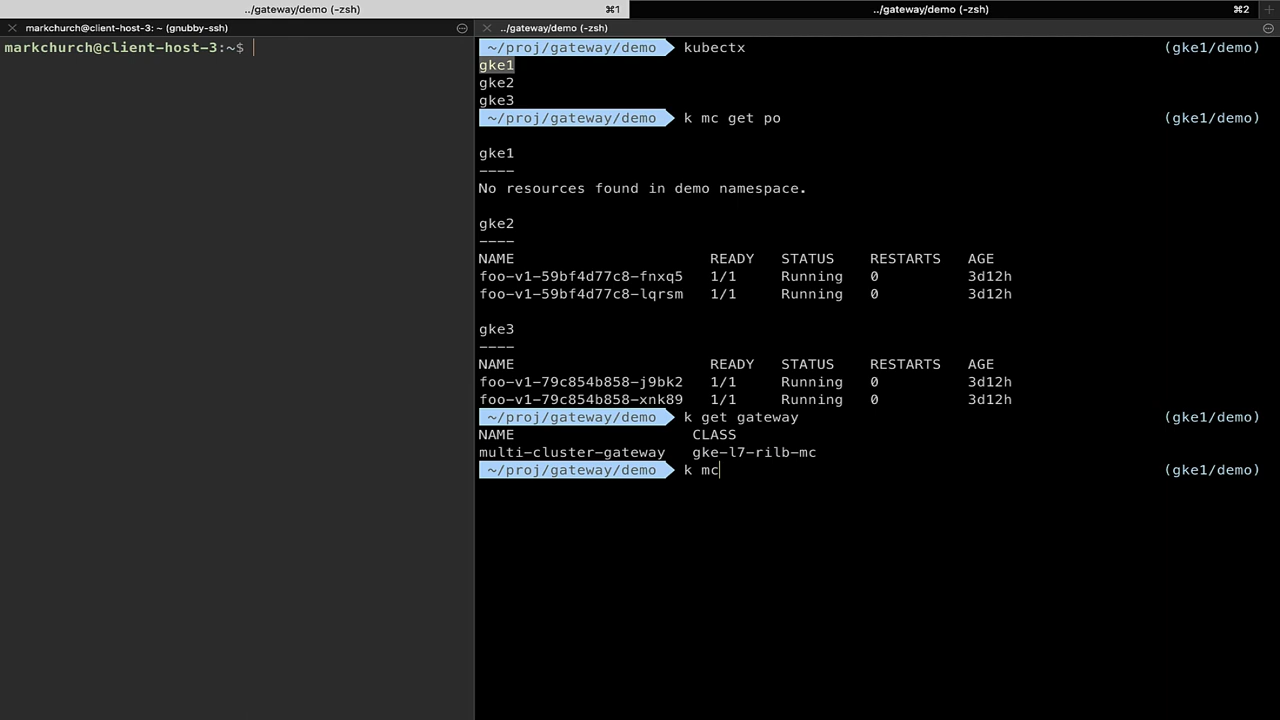 ../gateway/demo (-zsh) ⌘1 ../gateway/demo (-zsh) ⌘2
markchurch@client-host-3: ~ (gnubby-ssh)
markchurch@client-host-3:~$
../gateway/demo (-zsh)
~/proj/gateway/demo kubectx (gke1/demo)
gke1
gke2
gke3
~/proj/gateway/demo k mc get po (gke1/demo)
gke1
----
No resources found in demo namespace.
gke2
----
NAME READY STATUS RESTARTS AGE
foo-v1-59bf4d77c8-fnxq5 1/1 Running 0 3d12h
foo-v1-59bf4d77c8-lqrsm 1/1 Running 0 3d12h
gke3
----
NAME READY STATUS RESTARTS AGE
foo-v1-79c854b858-j9bk2 1/1 Running 0 3d12h
foo-v1-79c854b858-xnk89 1/1 Running 0 3d12h
~/proj/gateway/demo k get gateway (gke1/demo)
NAME CLASS
multi-cluster-gateway gke-l7-rilb-mc
~/proj/gateway/demo k mc (gke1/demo)